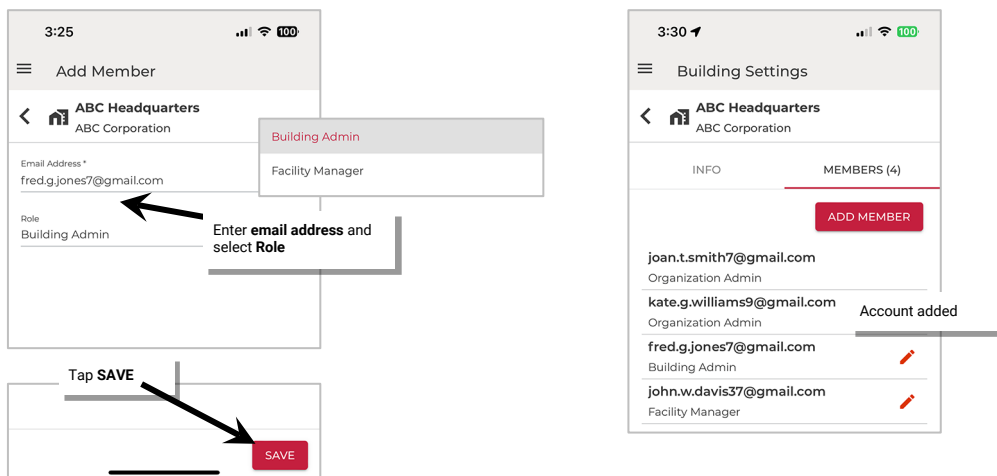 3:25
100
Add Member
ABC Headquarters
ABC Corporation
Email Address *
fred.g.jones7@gmail.com
Role
Building Admin
Building Admin
Facility Manager
Enter email address and
select Role
Tap SAVE
SAVE
3:30
100
Building Settings
ABC Headquarters
ABC Corporation
INFO
MEMBERS (4)
ADD MEMBER
joan.t.smith7@gmail.com
Organization Admin
kate.g.williams9@gmail.com
Organization Admin
Account added
fred.g.jones7@gmail.com
Building Admin
john.w.davis37@gmail.com
Facility Manager